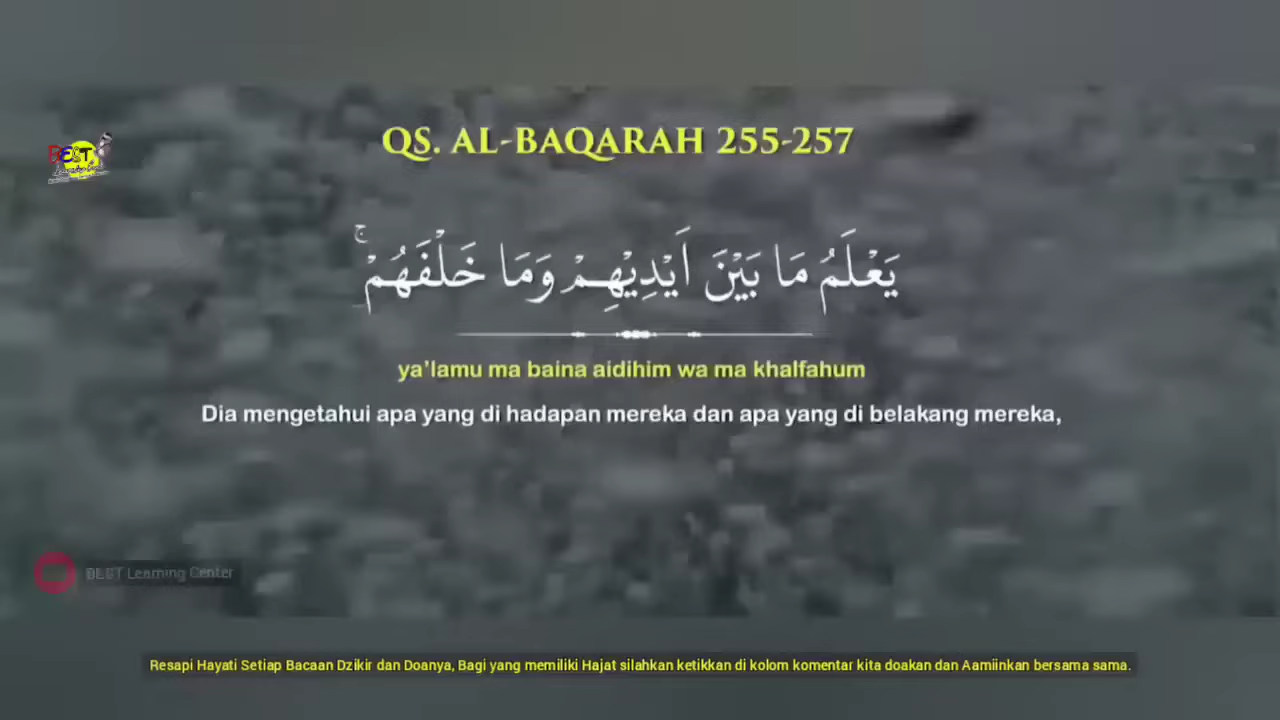 QS. AL-BAQARAH 255-257
BEST
يَعْلَمُ مَا بَيْنَ اَيْدِيْهِمْ وَمَا خَلْفَهُمْۚ
ya’lamu ma baina aidihim wa ma khalfahum
Dia mengetahui apa yang di hadapan mereka dan apa yang di belakang mereka,
BEST Learning Center
Resapi Hayati Setiap Bacaan Dzikir dan Doanya, Bagi yang memiliki Hajat silahkan ketikkan di kolom komentar kita doakan dan Aamiinkan bersama sama.